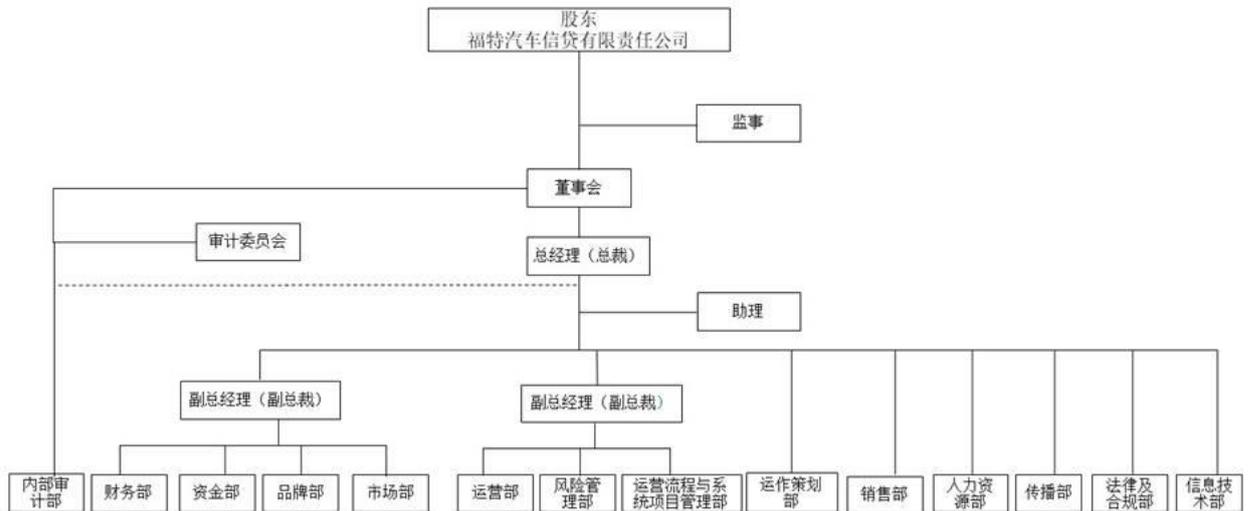 股东
福特汽车信贷有限责任公司
监事
董事会
审计委员会
总经理（总裁）
助理
副总经理（副总裁）
副总经理（副总裁）
内部审
计部
财务部
资金部
品牌部
市场部
运营部
风险管
理部
运营流程与系
统项目管理部
运作策划
部
销售部
人力资
源部
传播部
法律及
合规部
信息技
术部